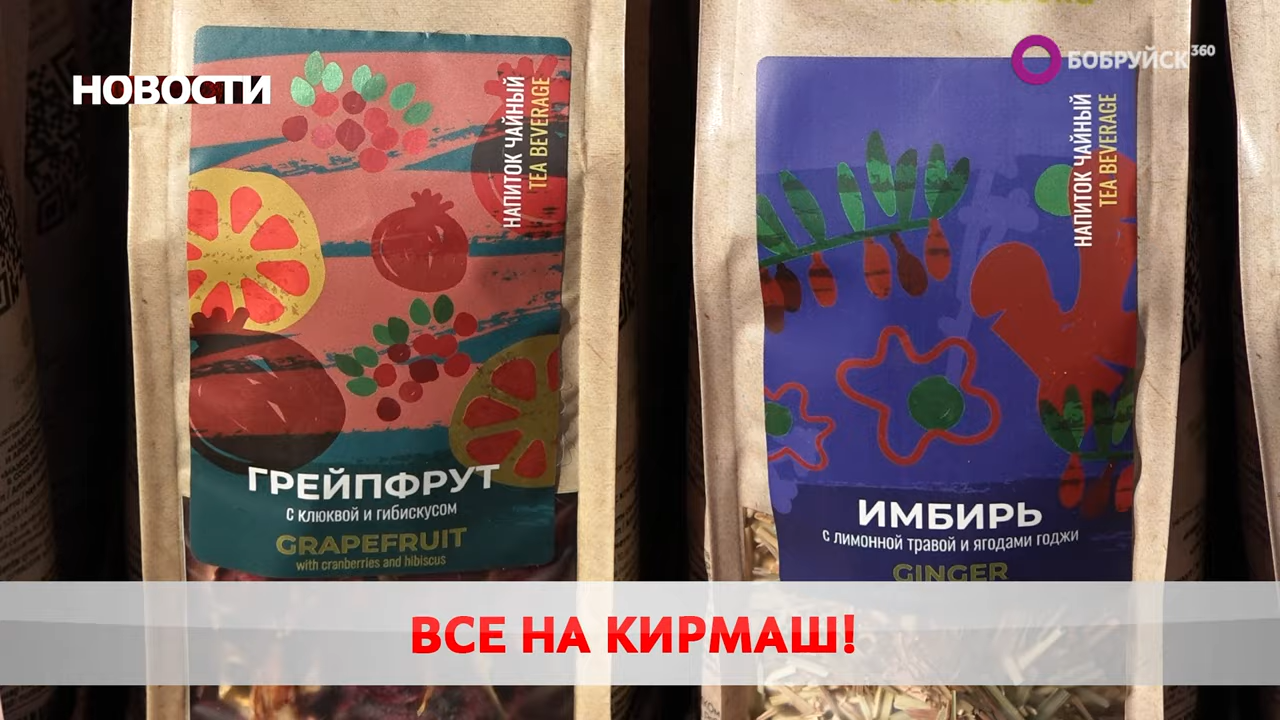 НОВОСТИ
БОБРУЙСК360
НАПИТОК ЧАЙНЫЙ
TEA BEVERAGE
ГРЕЙПФРУТ
С КЛЮКВОЙ И ГИБИСКУСОМ
GRAPEFRUIT
with cranberries and hibiscus
НАПИТОК ЧАЙНЫЙ
TEA BEVERAGE
ИМБИРЬ
С ЛИМОННОЙ ТРАВОЙ И ЯГОДАМИ ГОДЖИ
GINGER
ВСЕ НА КИРМАШ!